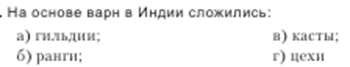 . На основе варн в Индии сложились:
а) гильдии; в) касты;
б) ранги; г) цехи